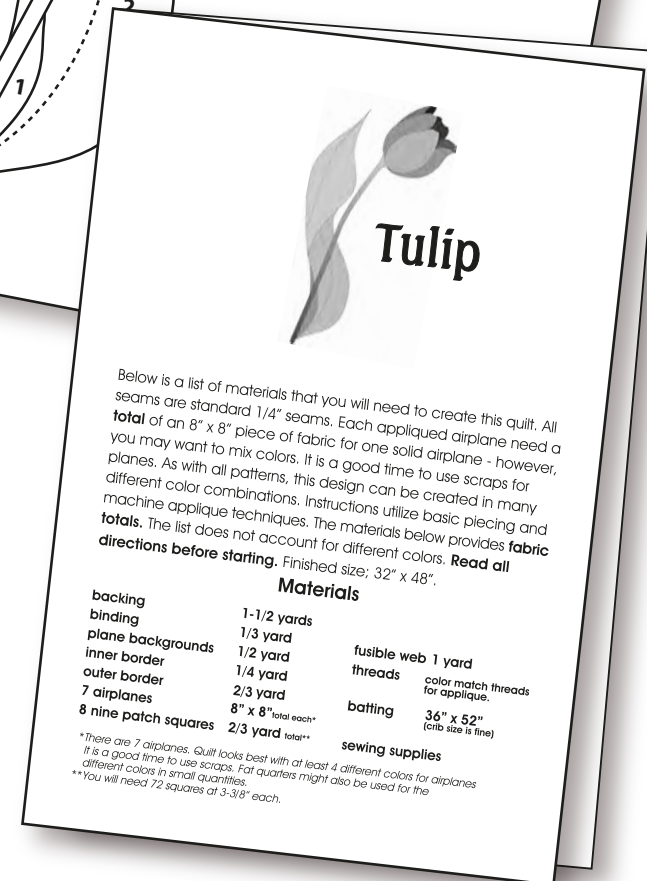 2
1
Tulip
Below is a list of materials that you will need to create this quilt. All
seams are standard 1/4" seams. Each appliqued airplane need a
total of an 8" x 8" piece of fabric for one solid airplane - however,
you may want to mix colors. It is a good time to use scraps for
planes. As with all patterns, this design can be created in many
different color combinations. Instructions utilize basic piecing and
machine applique techniques. The materials below provides fabric
totals. The list does not account for different colors. Read all
directions before starting. Finished size; 32" x 48".
Materials
backing 1-1/2 yards
binding 1/3 yard
plane backgrounds 1/2 yard
inner border 1/4 yard
outer border 2/3 yard
7 airplanes 8" x 8" total each*
8 nine patch squares 2/3 yard total**
fusible web 1 yard
threads color match threads
for applique.
batting 36" x 52"
(crib size is fine)
sewing supplies
*There are 7 airplanes. Quilt looks best with at least 4 different colors for airplanes
It is a good time to use scraps. Fat quarters might also be used for the
different colors in small quantities.
**You will need 72 squares at 3-3/8" each.